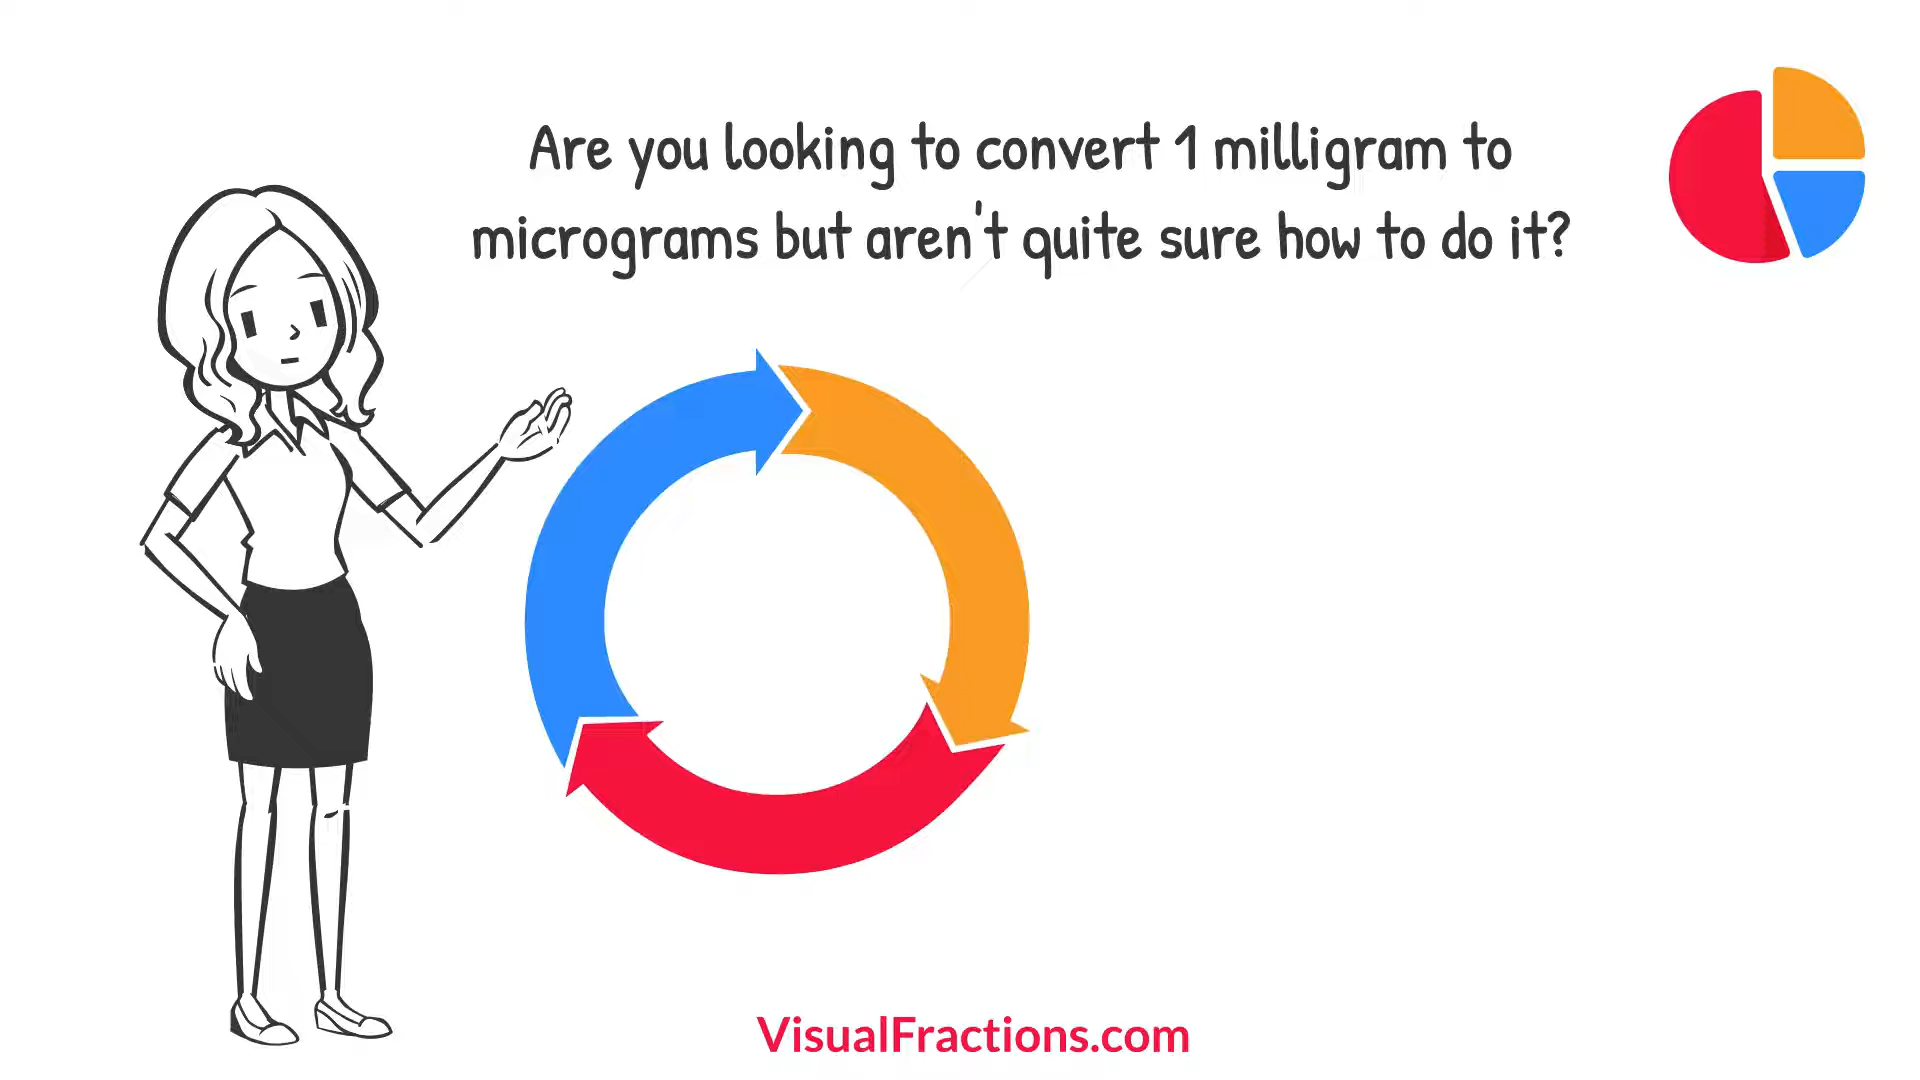 Are you looking to convert 1 milligram to
micrograms but aren't quite sure how to do it?
VisualFractions.com